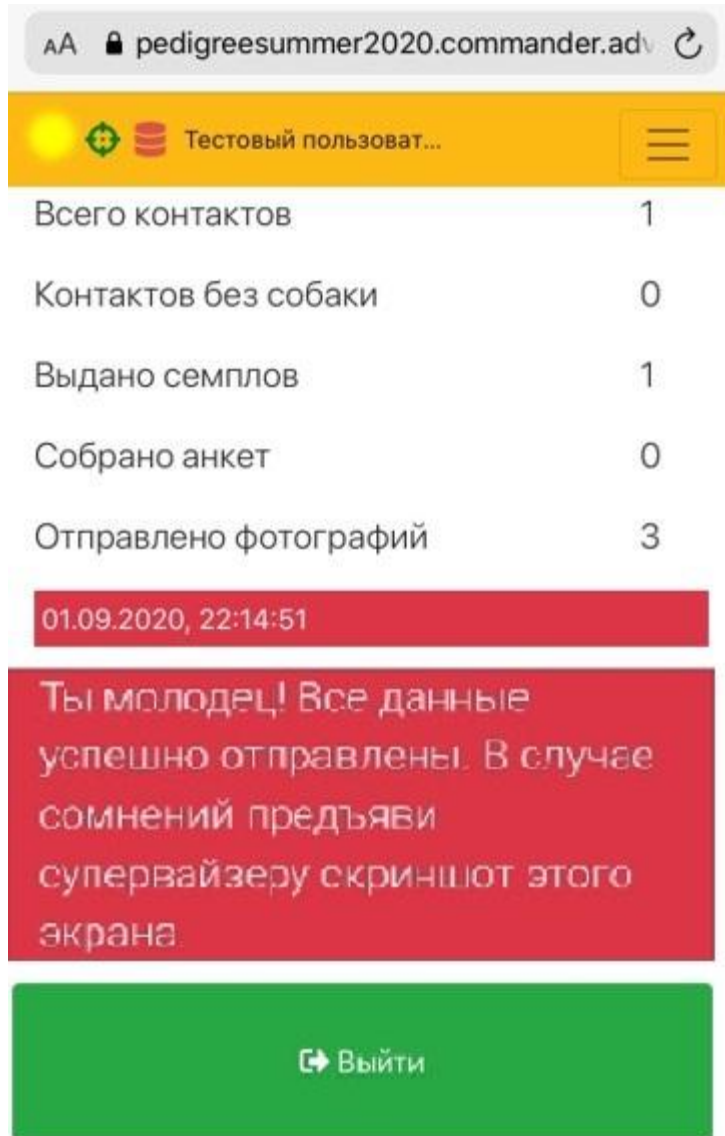 AA pedigreesummer2020.commander.adv
Тестовый пользоват...
Всего контактов 1
Контактов без собаки 0
Выдано семплов 1
Собрано анкет 0
Отправлено фотографий 3
01.09.2020, 22:14:51
Ты молодец! Все данные
успешно отправлены. В случае
сомнений предъяви
супервайзеру скриншот этого
экрана.
Выйти